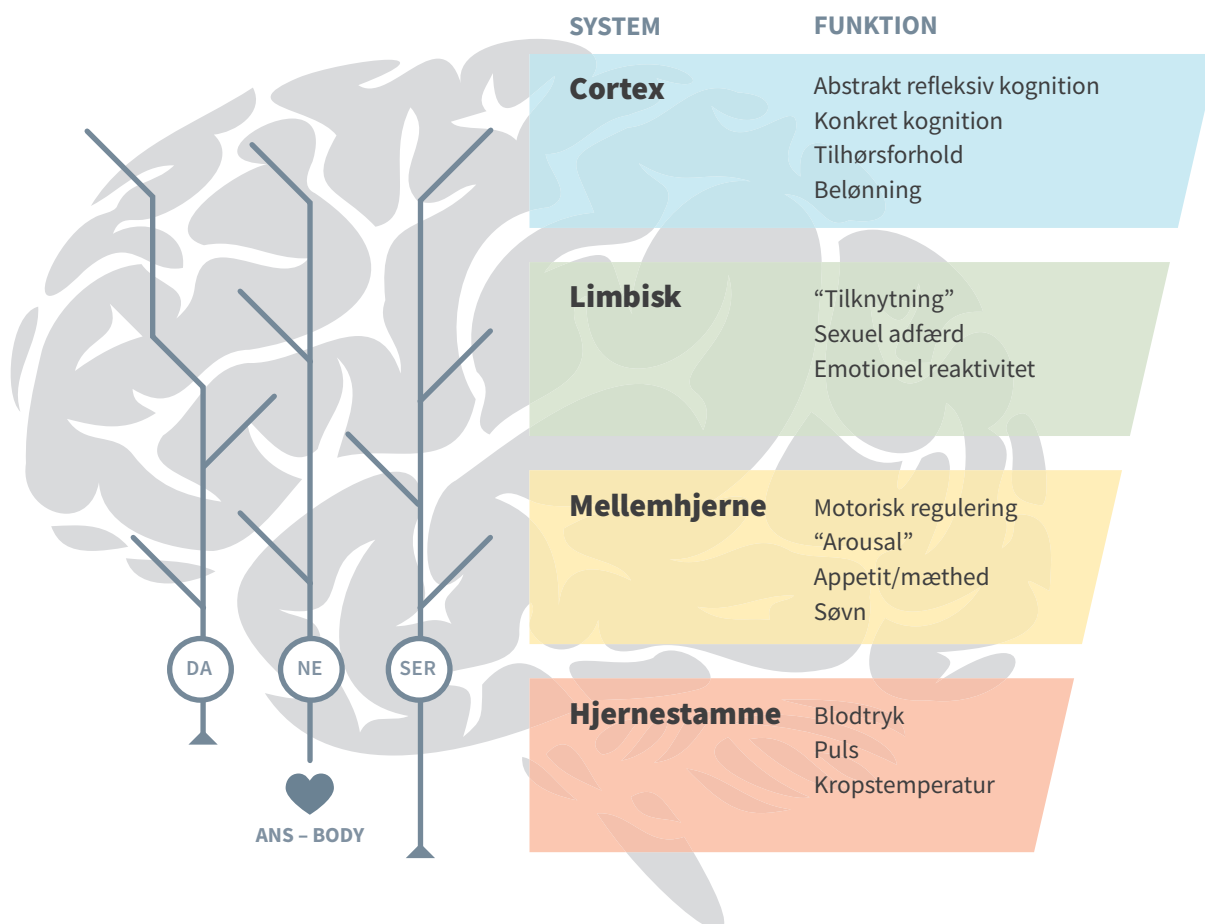 SYSTEM FUNKTION
Cortex
Abstrakt refleksiv kognition
Konkret kognition
Tilhørsforhold
Belønning
Limbisk
“Tilknytning”
Sexuel adfærd
Emotionel reaktivitet
Mellemhjerne
Motorisk regulering
“Arousal”
Appetit/mæthed
Søvn
Hjernestamme
Blodtryk
Puls
Kropstemperatur
DA NE SER
ANS – BODY